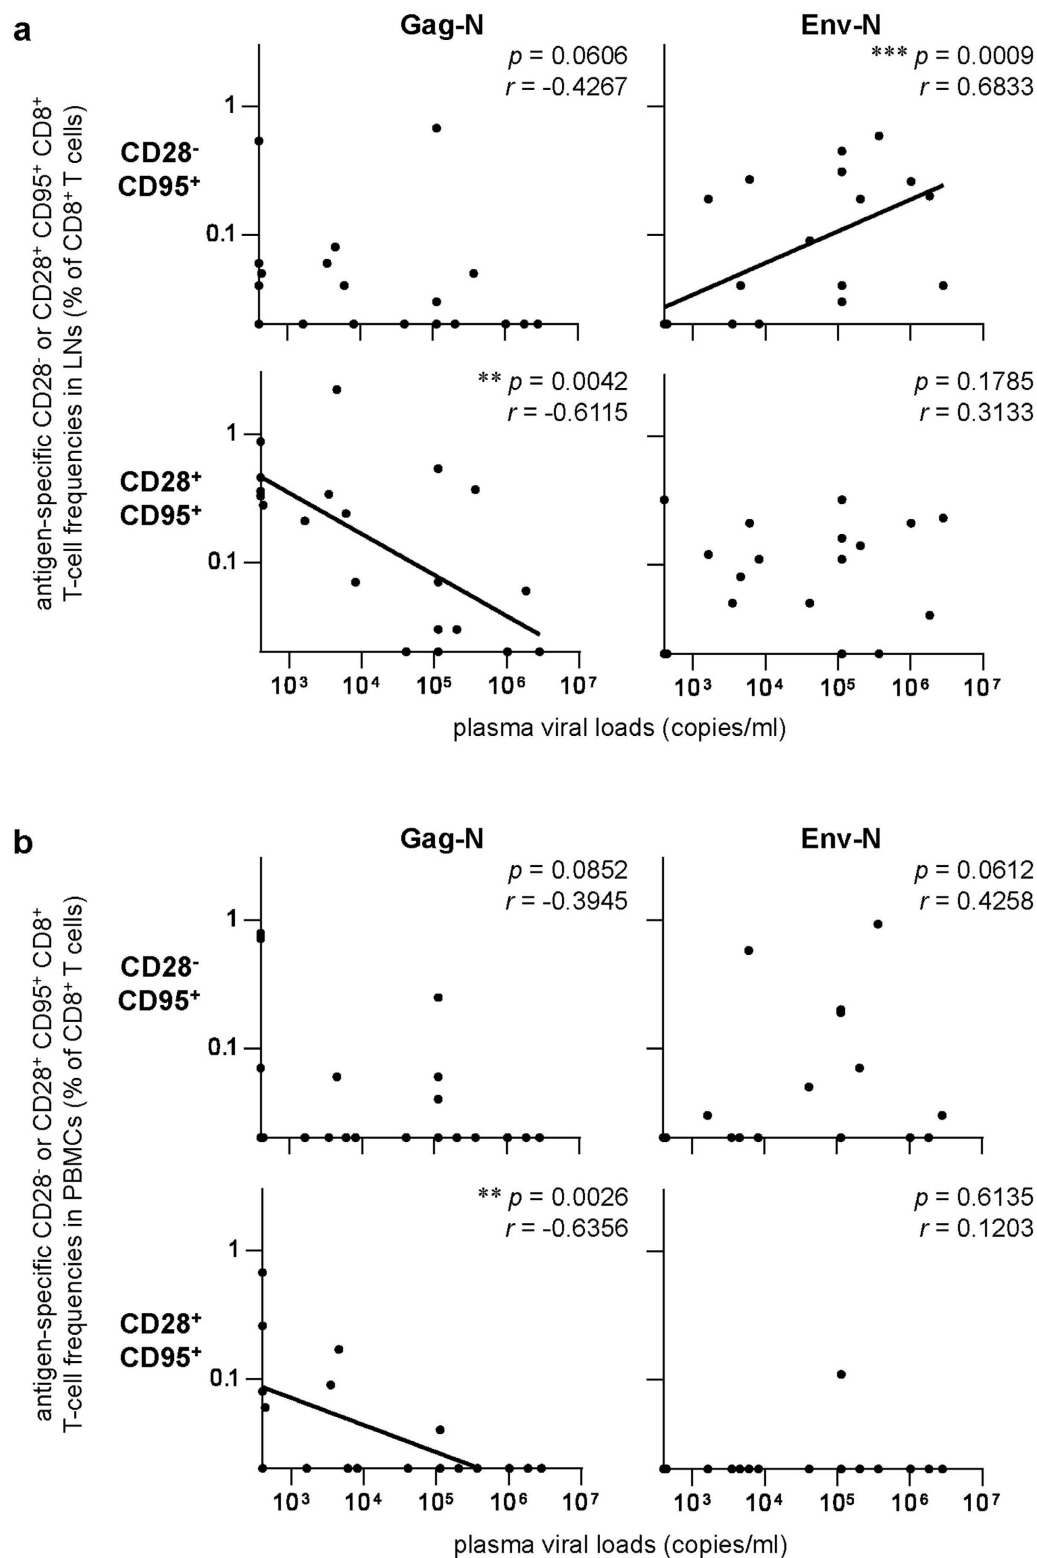 a
Gag-N
Env-N
antigen-specific CD28⁻ or CD28⁺ CD95⁺ CD8⁺
T-cell frequencies in LNs (% of CD8⁺ T cells)
CD28⁻
CD95⁺
1
0.1
p = 0.0606
r = -0.4267
*** p = 0.0009
r = 0.6833
CD28⁺
CD95⁺
1
0.1
** p = 0.0042
r = -0.6115
p = 0.1785
r = 0.3133
10³ 10⁴ 10⁵ 10⁶ 10⁷
10³ 10⁴ 10⁵ 10⁶ 10⁷
plasma viral loads (copies/ml)
b
Gag-N
Env-N
antigen-specific CD28⁻ or CD28⁺ CD95⁺ CD8⁺
T-cell frequencies in PBMCs (% of CD8⁺ T cells)
CD28⁻
CD95⁺
1
0.1
p = 0.0852
r = -0.3945
p = 0.0612
r = 0.4258
CD28⁺
CD95⁺
1
0.1
** p = 0.0026
r = -0.6356
p = 0.6135
r = 0.1203
10³ 10⁴ 10⁵ 10⁶ 10⁷
10³ 10⁴ 10⁵ 10⁶ 10⁷
plasma viral loads (copies/ml)